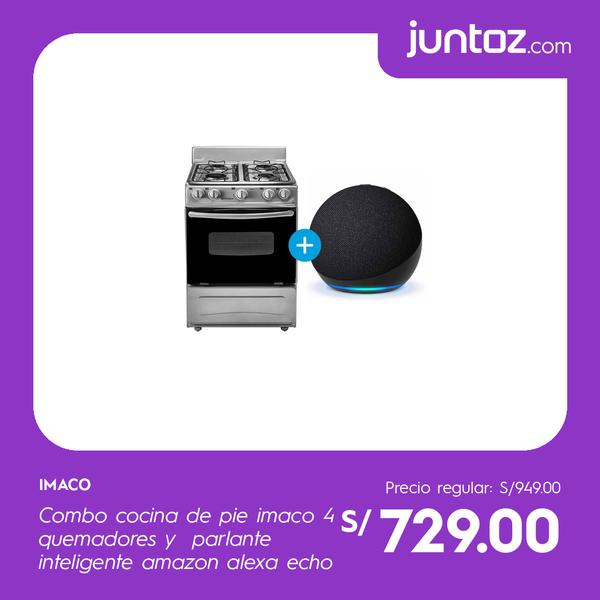 juntoz.com
IMACO
Combo cocina de pie imaco 4
quemadores y parlante
inteligente amazon alexa echo
Precio regular: S/949.00
S/729.00